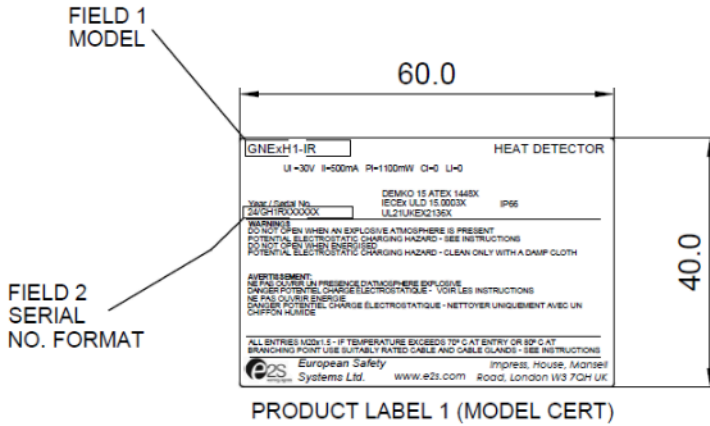 FIELD 1
MODEL
60.0
GNExH1-IR HEAT DETECTOR
UI =30V II=500mA PI=1100mW CI=0 LI=0
DEMKO 15 ATEX 1448X
Year / Serial No. IECEx ULD 15.0003X IP66
24/GH1RXXXXXX UL21UKEX2136X
WARNINGS
DO NOT OPEN WHEN AN EXPLOSIVE ATMOSPHERE IS PRESENT
POTENTIAL ELECTROSTATIC CHARGING HAZARD - SEE INSTRUCTIONS
DO NOT OPEN WHEN ENERGISED
POTENTIAL ELECTROSTATIC CHARGING HAZARD - CLEAN ONLY WITH A DAMP CLOTH
40.0
AVERTISSEMENT:
NE PAS OUVRIR UN PRESENCE D'ATMOSPHERE EXPLOSIVE
DANGER POTENTIEL CHARGE ÉLECTROSTATIQUE - VOIR LES INSTRUCTIONS
NE PAS OUVRIR ENERGIE
DANGER POTENTIEL CHARGE ÉLECTROSTATIQUE - NETTOYER UNIQUEMENT AVEC UN
CHIFFON HUMIDE
FIELD 2
SERIAL
NO. FORMAT
ALL ENTRIES M20x1.5 - IF TEMPERATURE EXCEEDS 70º C AT ENTRY OR 80º C AT
BRANCHING POINT USE SUITABLY RATED CABLE AND CABLE GLANDS - SEE INSTRUCTIONS
e2S European Safety Impress, House, Mansell
Systems Ltd. www.e2s.com Road, London W3 7QH UK
PRODUCT LABEL 1 (MODEL CERT)